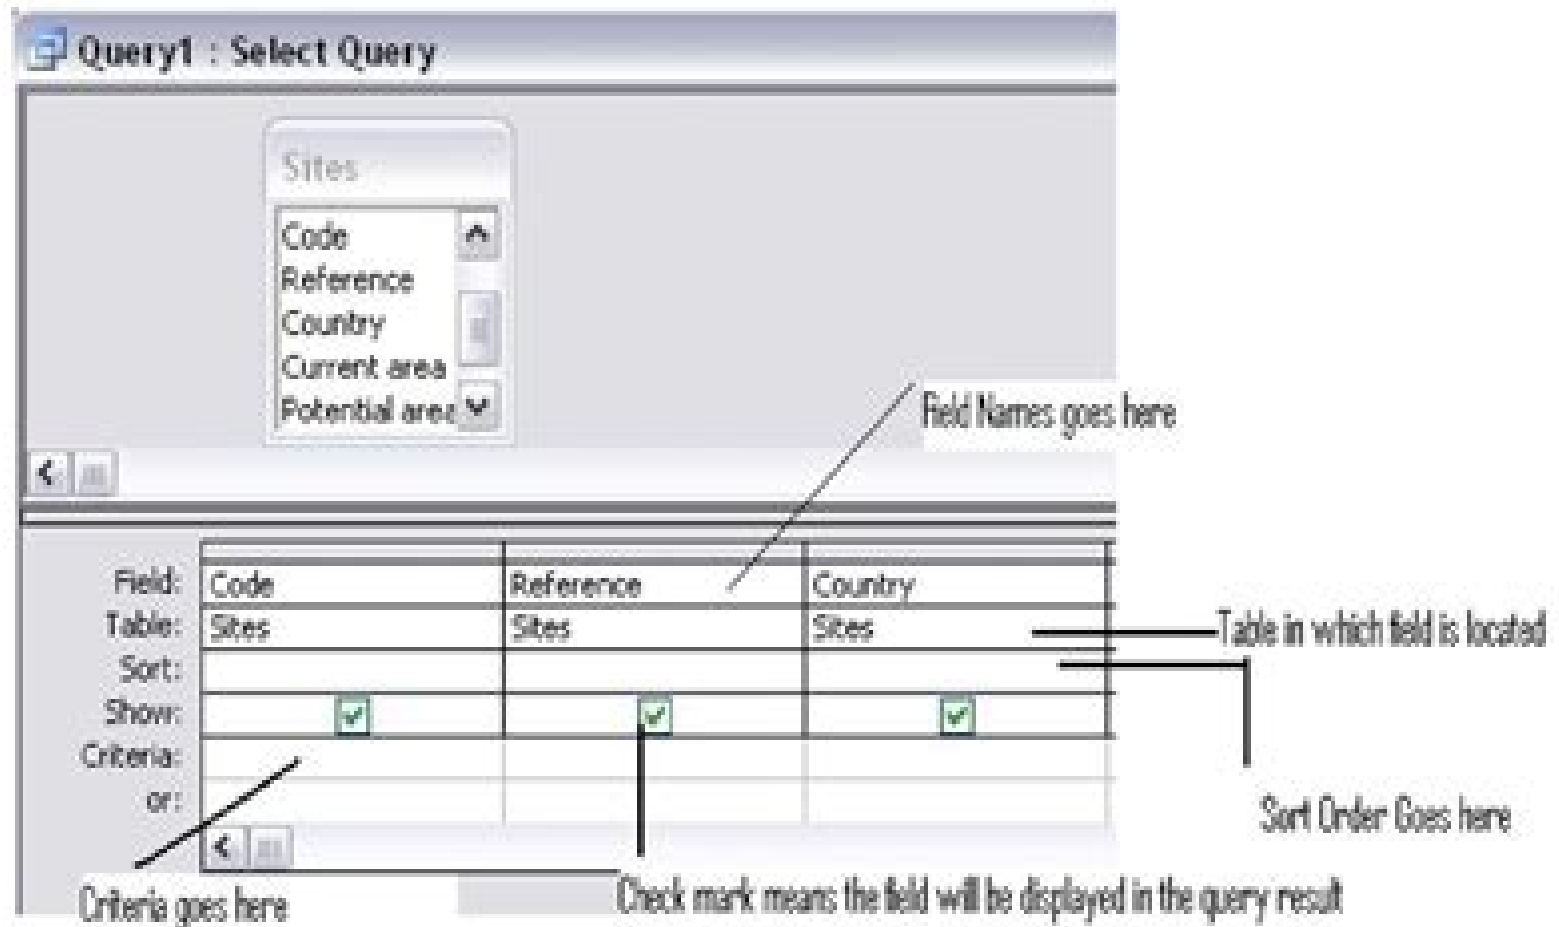 Query1 : Select Query
Sites
Code
Reference
Country
Current area
Potential area
Field Names goes here
Field: Code Reference Country
Table: Sites Sites Sites
Table in which field is located
Sort:
Show:
Criteria:
or:
Sort Order Goes here
Criteria goes here
Check mark means the field will be displayed in the query result